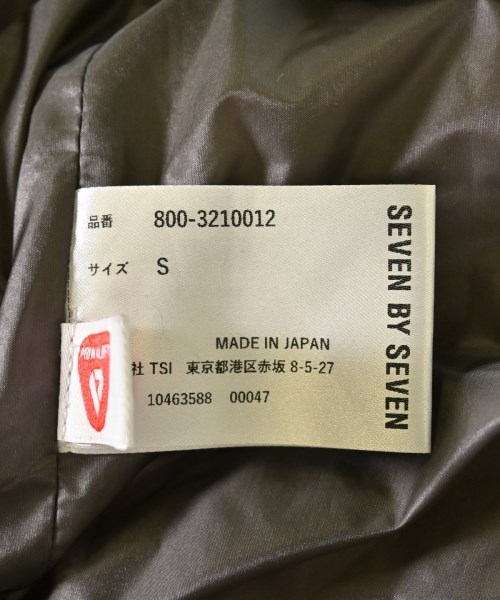 品番 800-3210012
サイズ S
MADE IN JAPAN
社 TSI 東京都港区赤坂 8-5-27
10463588 00047
SEVEN BY SEVEN